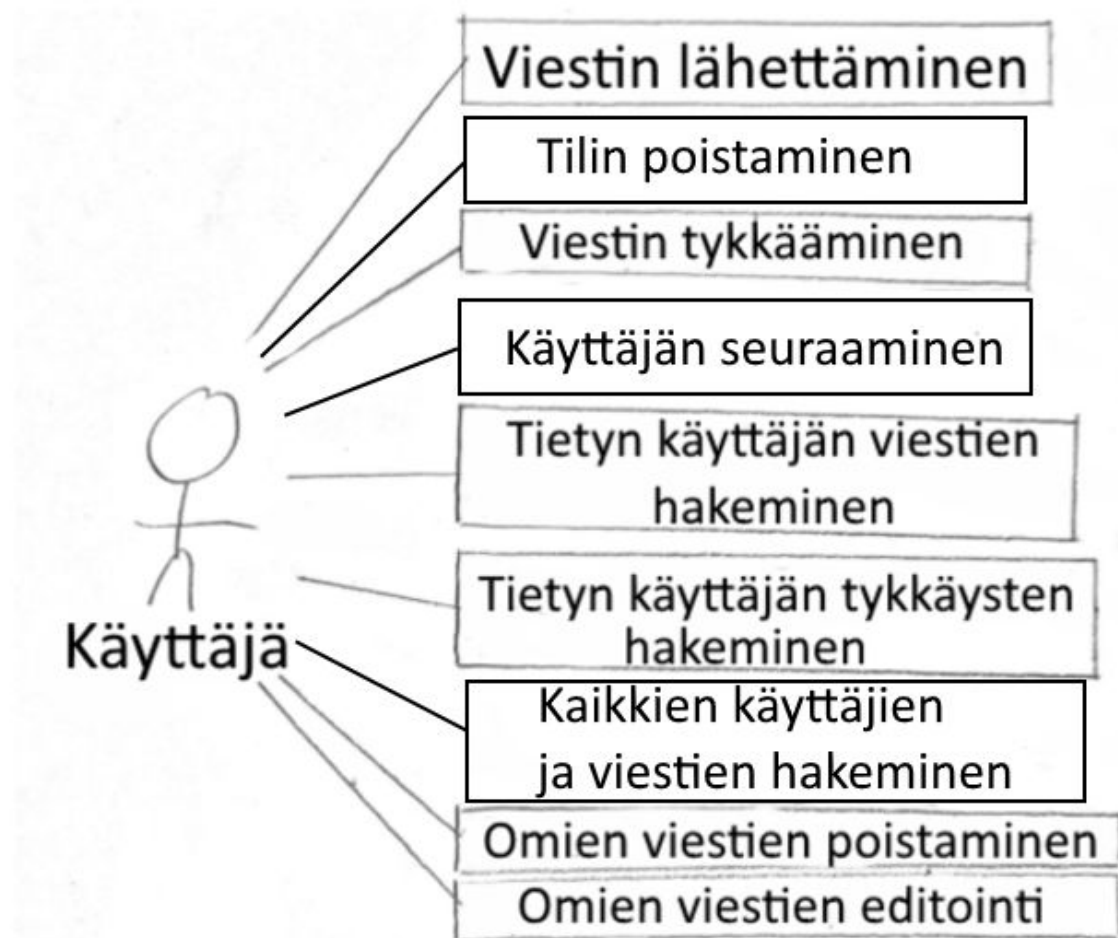 Viestin lähettäminen
Tilin poistaminen
Viestin tykkääminen
Käyttäjän seuraaminen
Tietyn käyttäjän viestien
hakeminen
Tietyn käyttäjän tykkäysten
hakeminen
Käyttäjä
Kaikkien käyttäjien
ja viestien hakeminen
Omien viestien poistaminen
Omien viestien editointi